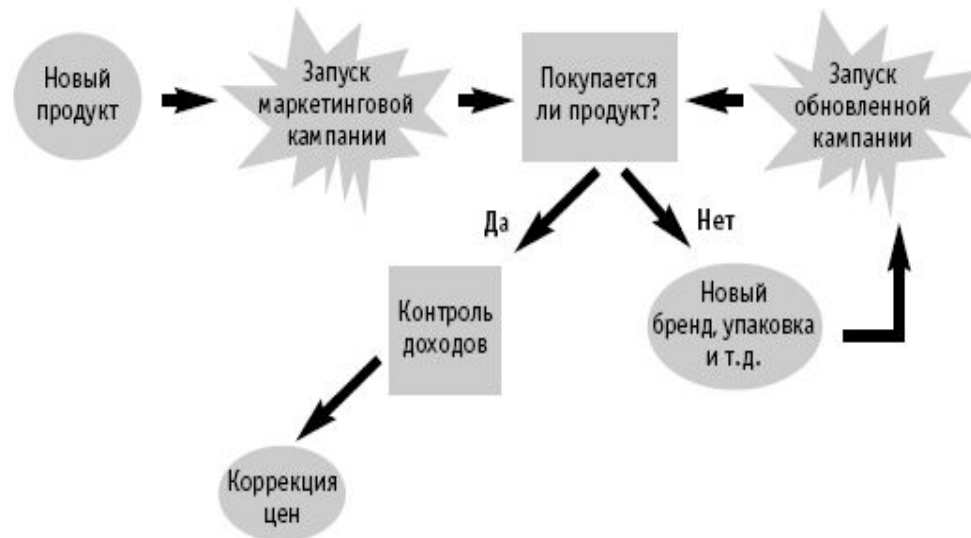 Новый
продукт
Запуск
маркетинговой
кампании
Покупается
ли продукт?
Запуск
обновленной
кампании
Да
Нет
Контроль
доходов
Новый
бренд, упаковка
и т.д.
Коррекция
цен